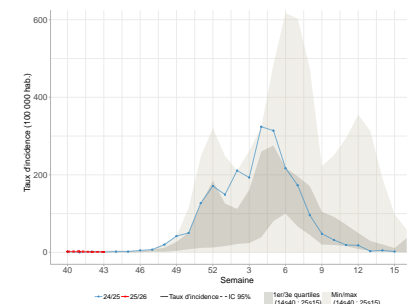 600
400
200
0
Taux d'incidence (100 000 hab.)
40 43 46 49 52 3 6 9 12 15
Semaine
24/25 25/26 Taux d'incidence IC 95% 1er/3e quartiles Min/max
(14s40 : 25s15) (14s40 : 25s15)